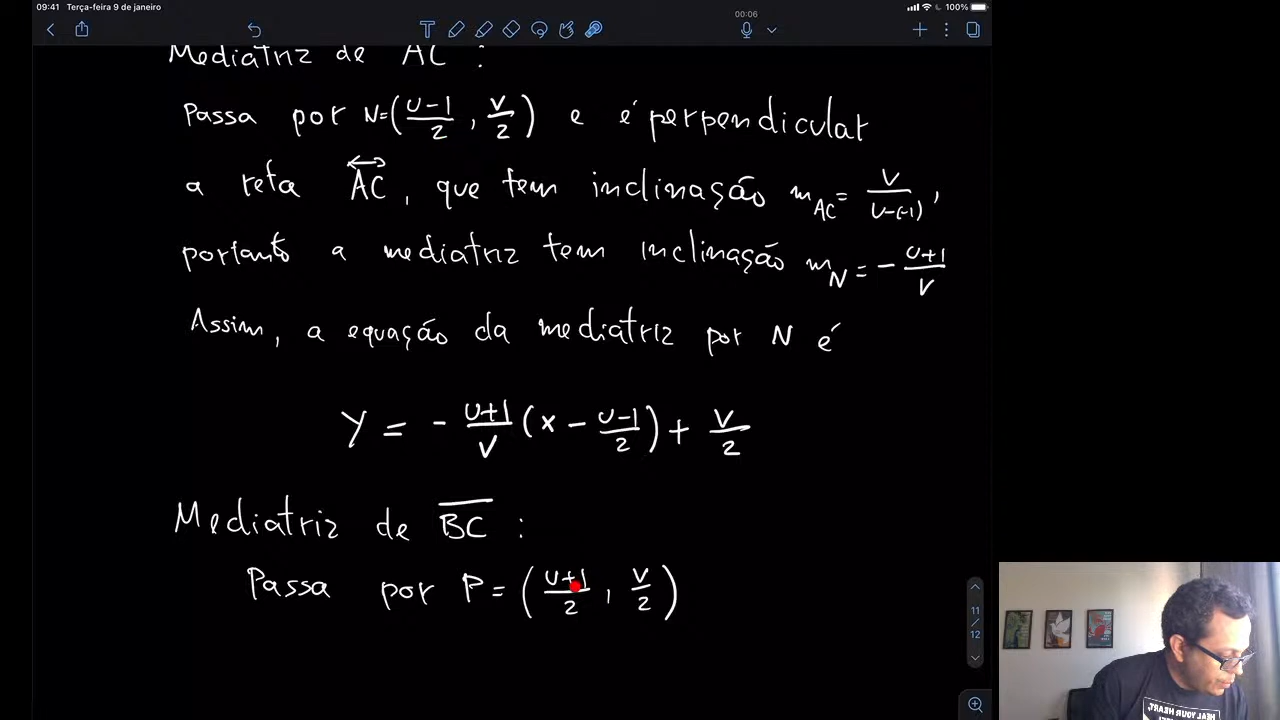 09:41 Terça-feira 9 de janeiro
100%
00:06
Mediatriz de AC :
Passa por N=(U-1/2 , V/2) e é perpendicular
a reta AC, que tem inclinação m_AC = V/U-(-1),
portanto a mediatriz tem inclinação m_N = - U+1/V
Assim, a equação da mediatriz por N é
Y = - U+1/V (x - U-1/2) + V/2
Mediatriz de BC :
Passa por P = (U+1/2 , V/2)
11
/
12